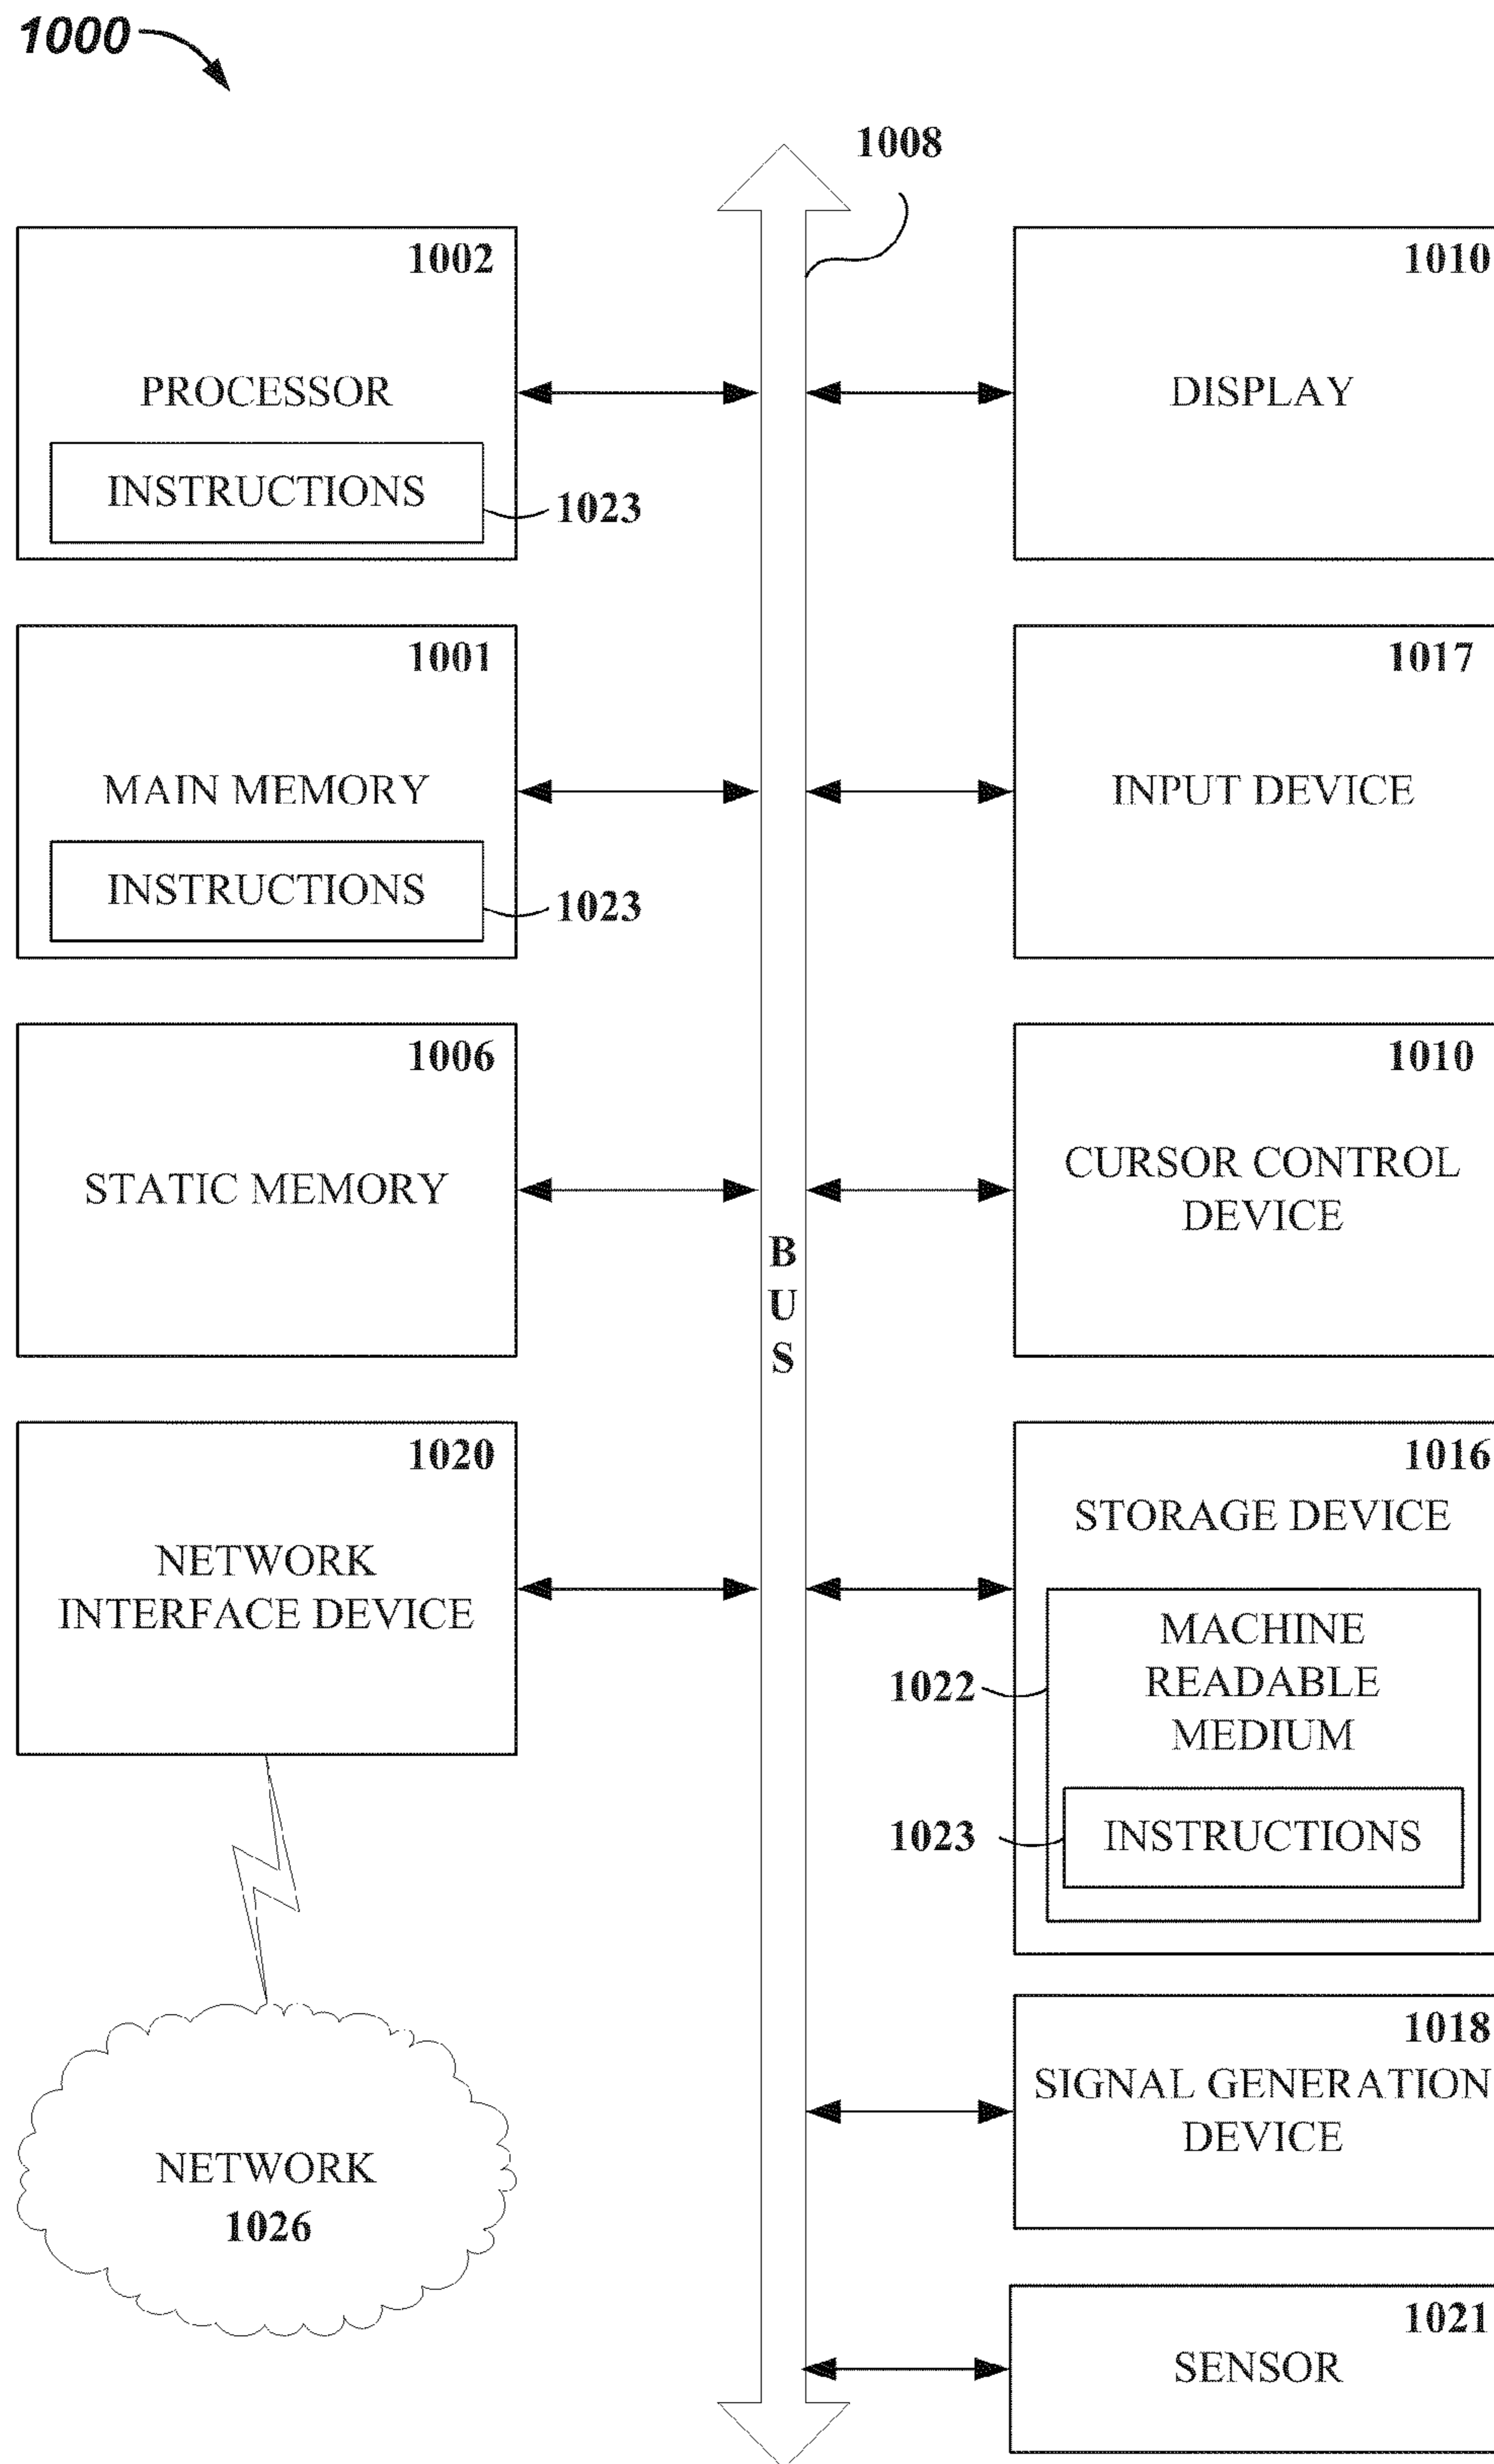 1000
1008
1002
PROCESSOR
INSTRUCTIONS
1023
1010
DISPLAY
1001
MAIN MEMORY
INSTRUCTIONS
1023
1017
INPUT DEVICE
1006
STATIC MEMORY
1010
CURSOR CONTROL
DEVICE
B
U
S
1020
NETWORK
INTERFACE DEVICE
1016
STORAGE DEVICE
1022
MACHINE
READABLE
MEDIUM
1023
INSTRUCTIONS
NETWORK
1026
1018
SIGNAL GENERATION
DEVICE
1021
SENSOR